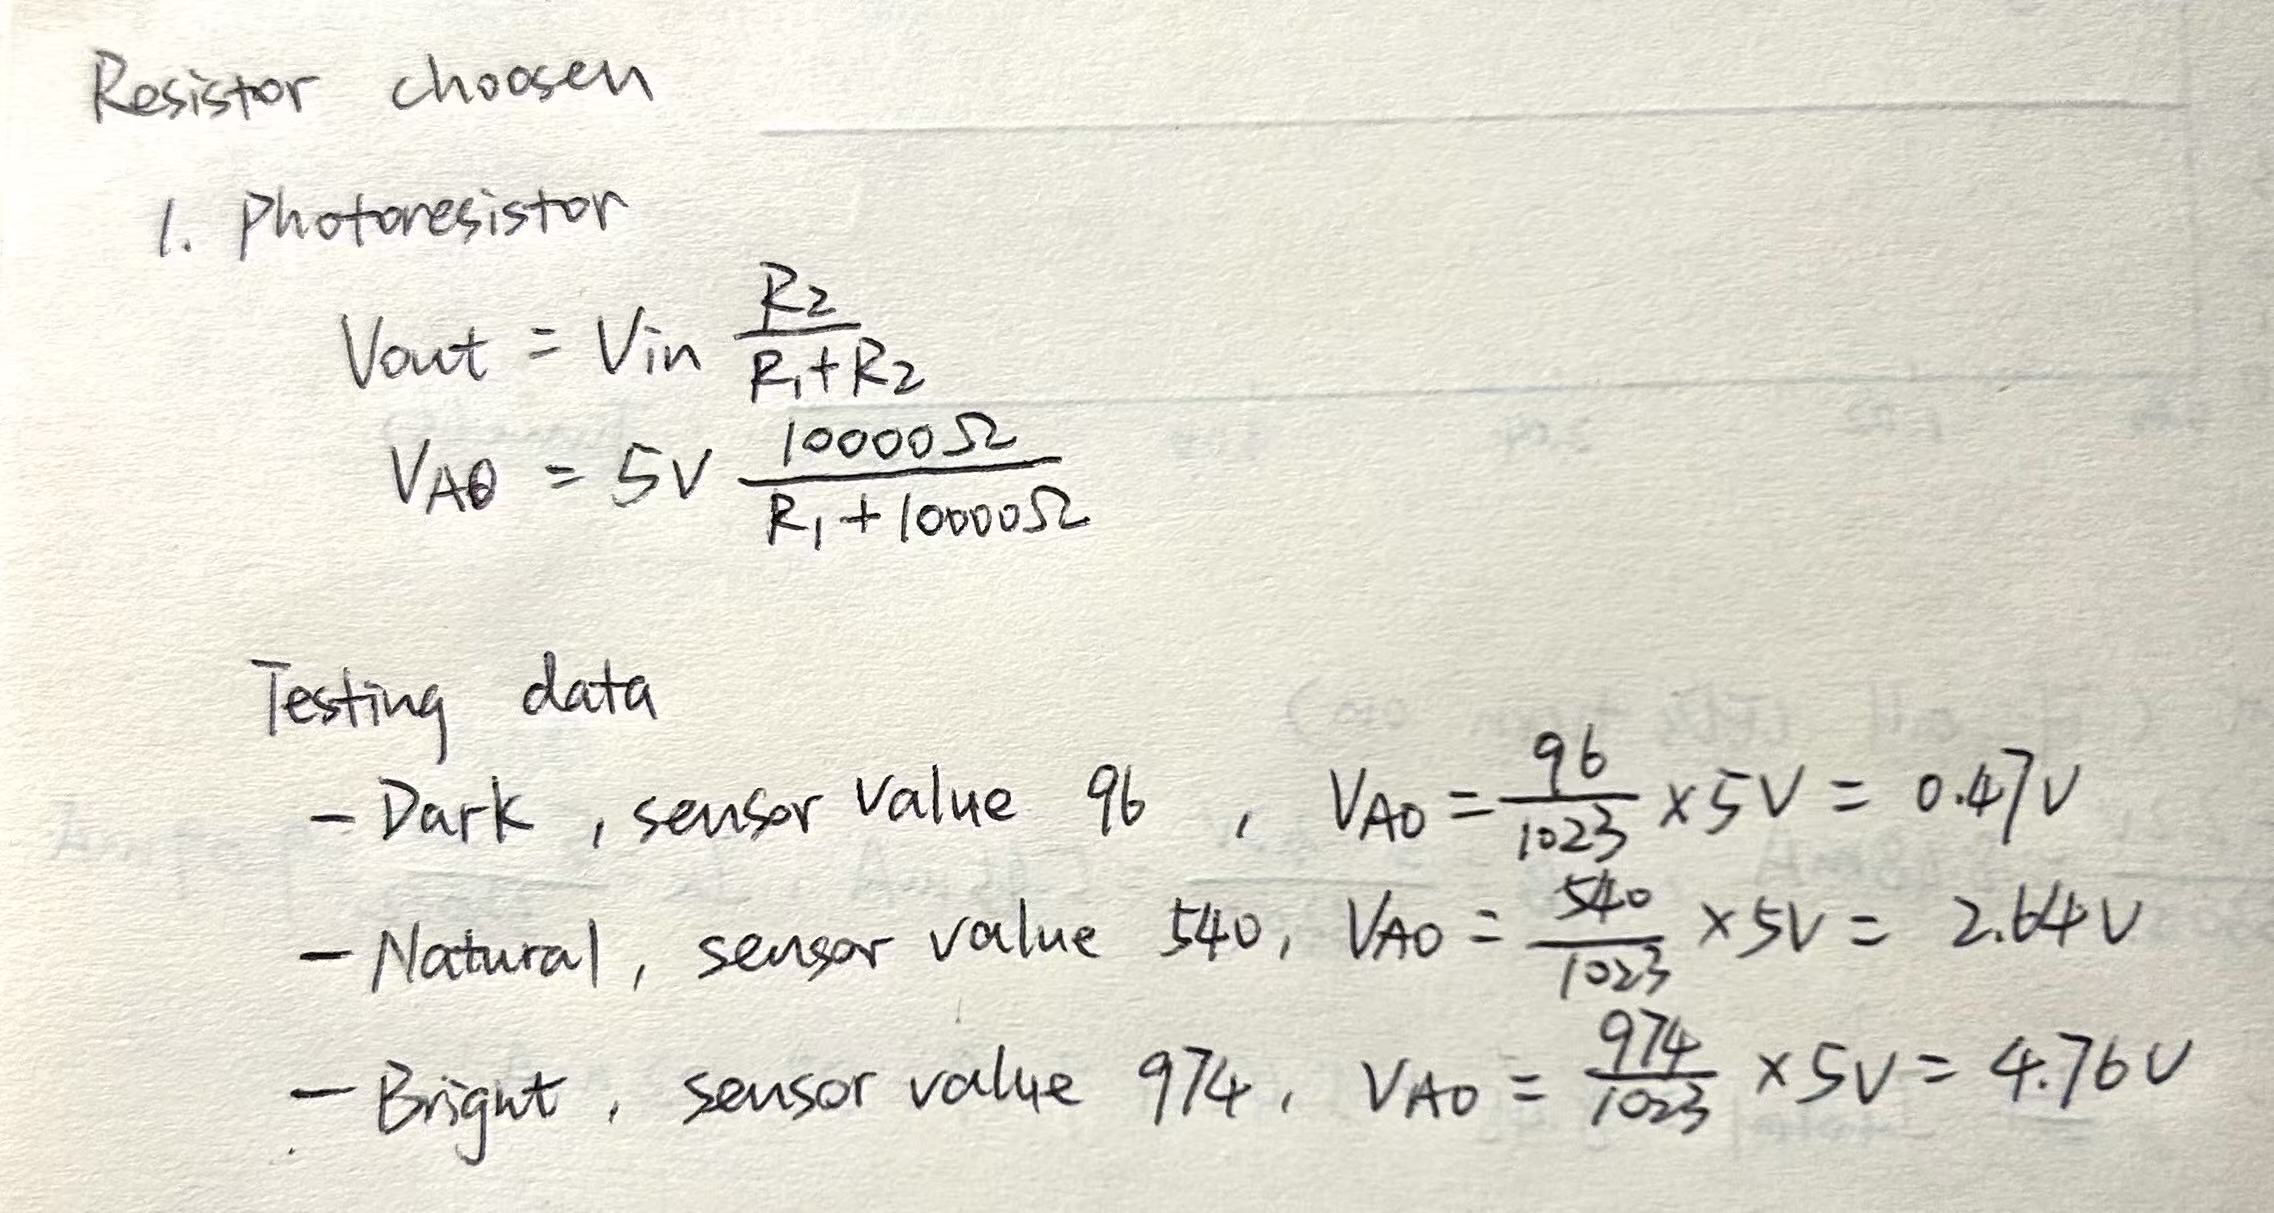 Resistor choosen
1. Photoresistor
Vout = Vin R2/(R1+R2)
VA0 = 5V 10000Ω/(R1+10000Ω)
Testing data
- Dark, sensor value 96, VA0 = 96/1023 ×5V = 0.47V
- Natural, sensor value 540, VA0 = 540/1023 ×5V = 2.64V
- Bright, sensor value 974, VA0 = 974/1023 ×5V = 4.76V